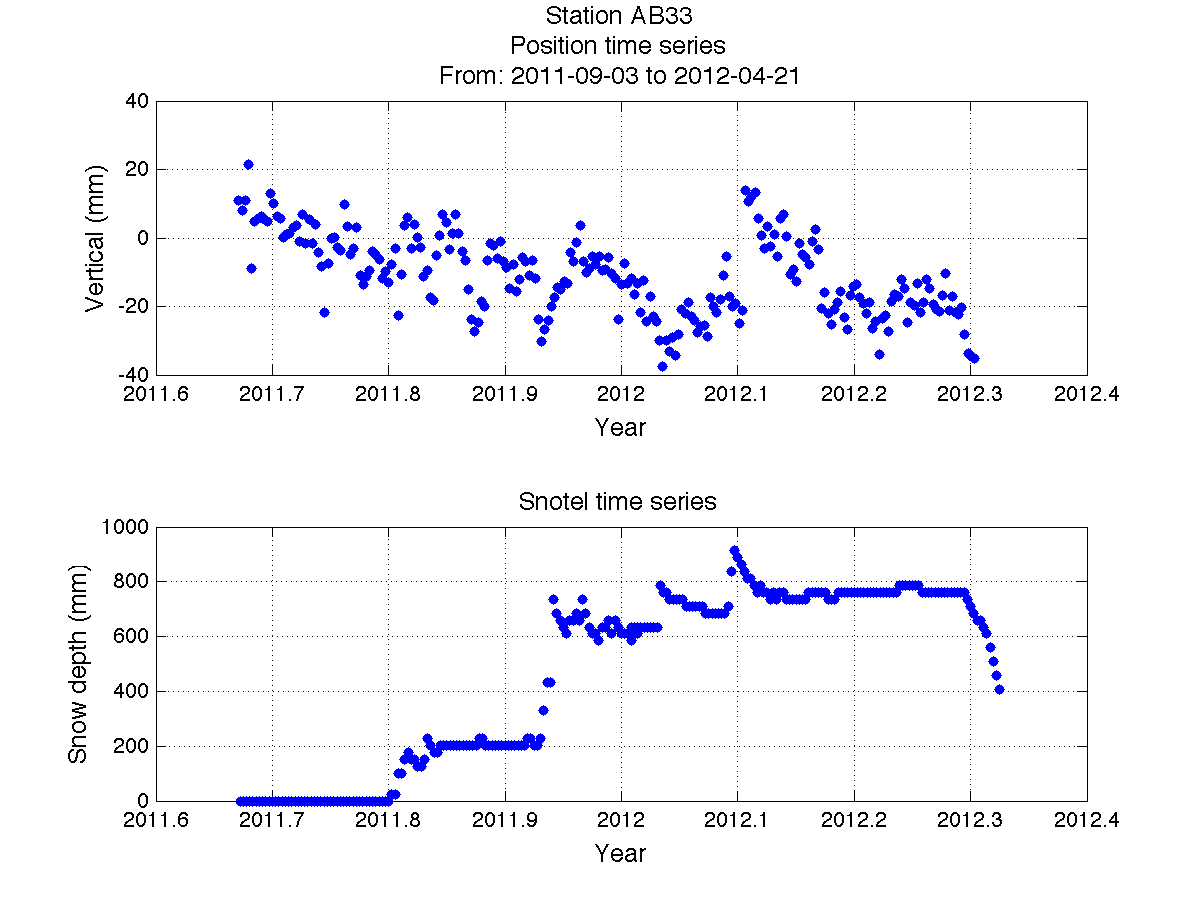 Station AB33
Position time series
From: 2011-09-03 to 2012-04-21
40
20
0
-20
-40
Vertical (mm)
2011.6 2011.7 2011.8 2011.9 2012 2012.1 2012.2 2012.3 2012.4
Year
Snotel time series
1000
800
600
400
200
0
Snow depth (mm)
2011.6 2011.7 2011.8 2011.9 2012 2012.1 2012.2 2012.3 2012.4
Year